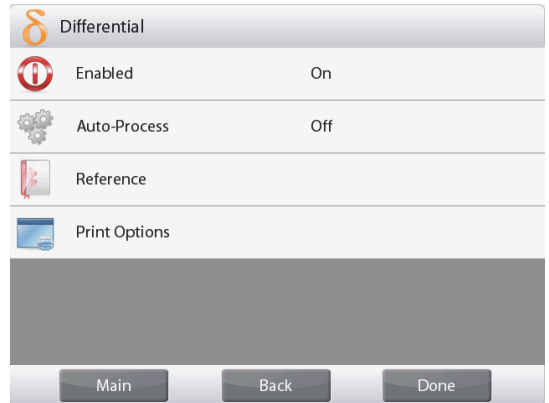 δ Differential
Enabled On
Auto-Process Off
Reference
Print Options
Main Back Done